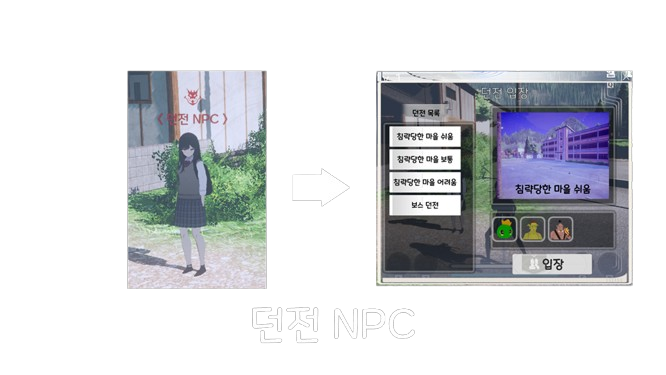 《 던전 NPC 》
던전 입장
던전 목록
침략당한 마을 쉬움
침략당한 마을 보통
침략당한 마을 어려움
보스 던전
침략당한 마을 쉬움
입장
던전 NPC